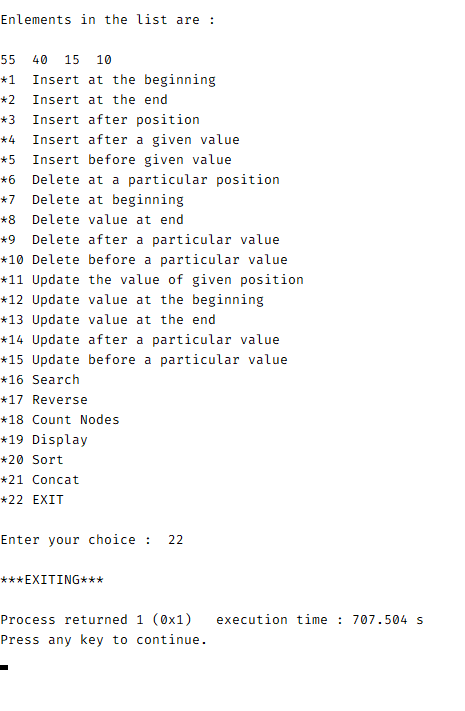 Enlements in the list are :
55  40  15  10
*1  Insert at the beginning
*2  Insert at the end
*3  Insert after position
*4  Insert after a given value
*5  Insert before given value
*6  Delete at a particular position
*7  Delete at beginning
*8  Delete value at end
*9  Delete after a particular value
*10 Delete before a particular value
*11 Update the value of given position
*12 Update value at the beginning
*13 Update value at the end
*14 Update after a particular value
*15 Update before a particular value
*16 Search
*17 Reverse
*18 Count Nodes
*19 Display
*20 Sort
*21 Concat
*22 EXIT
Enter your choice :  22
***EXITING***
Process returned 1 (0x1)   execution time : 707.504 s
Press any key to continue.